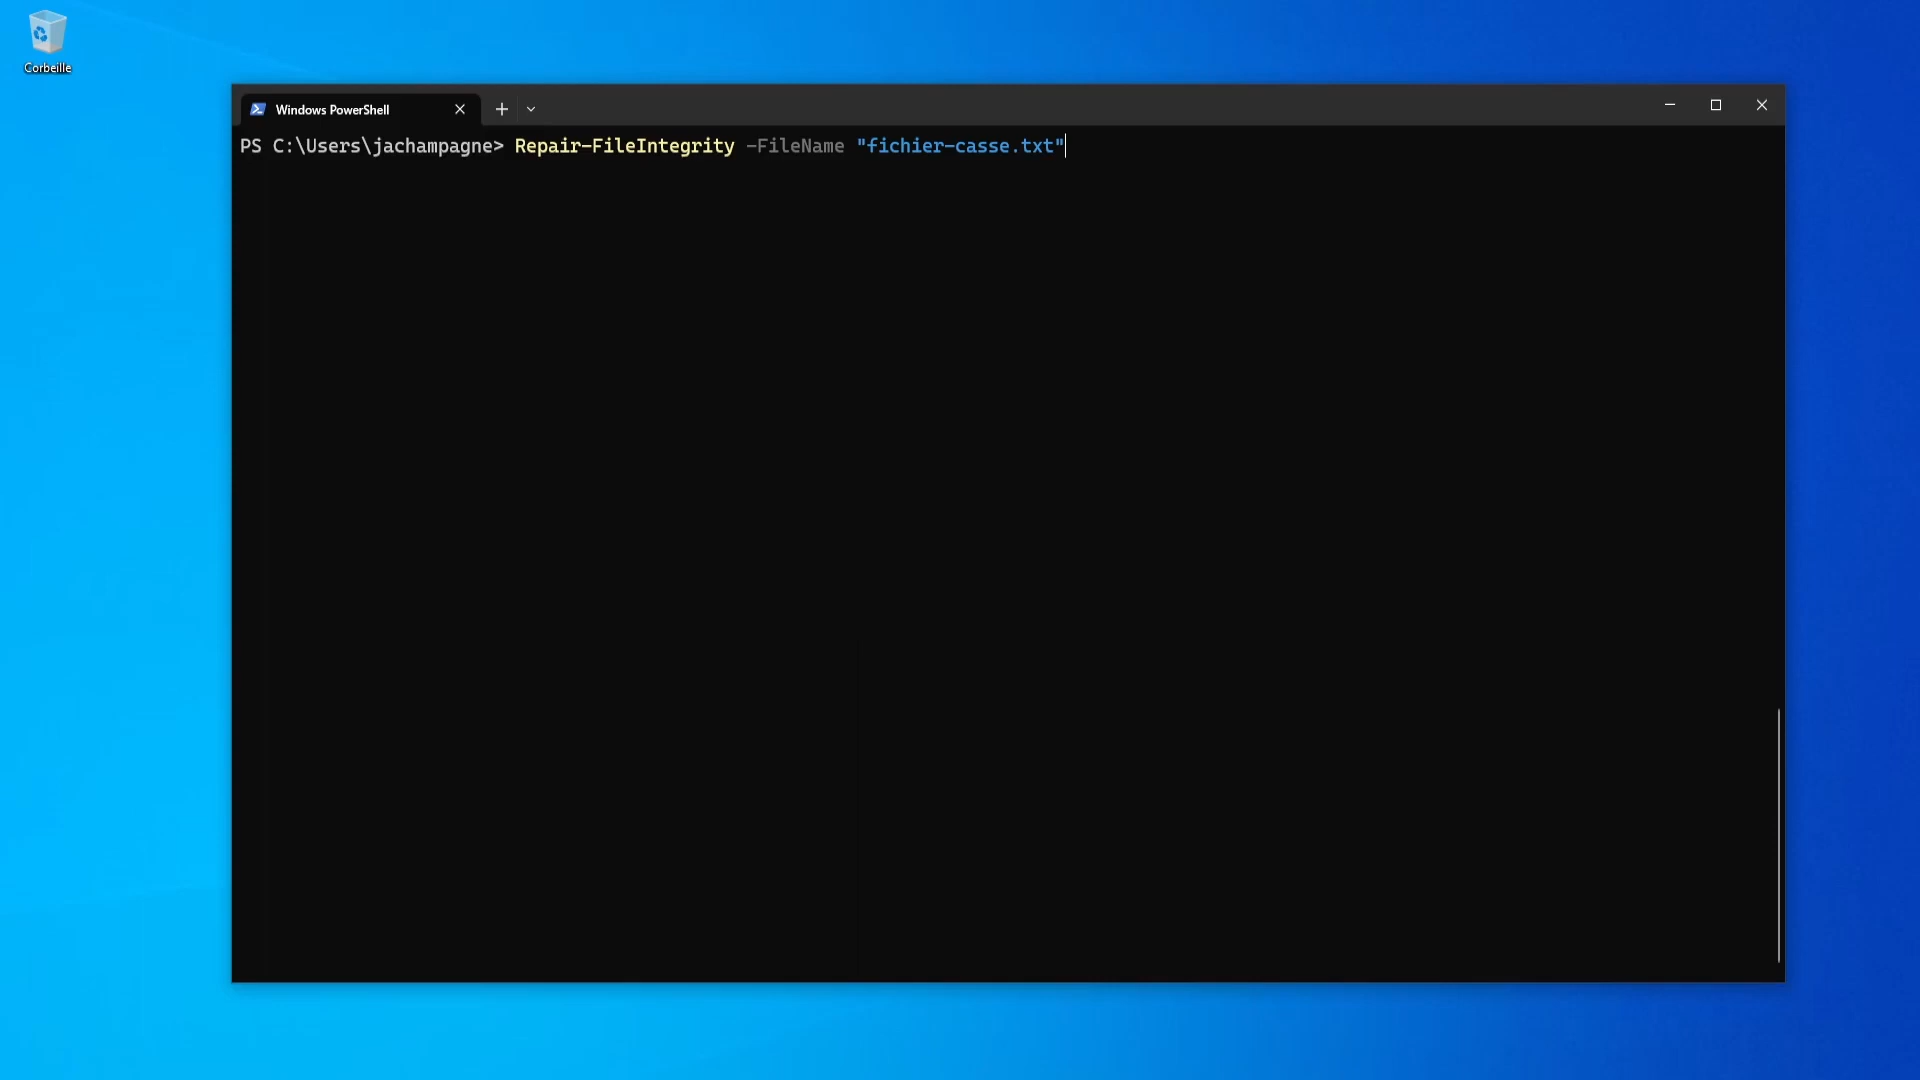 Corbeille
Windows PowerShell
PS C:\Users\jachampagne> Repair-FileIntegrity -FileName "fichier-casse.txt"